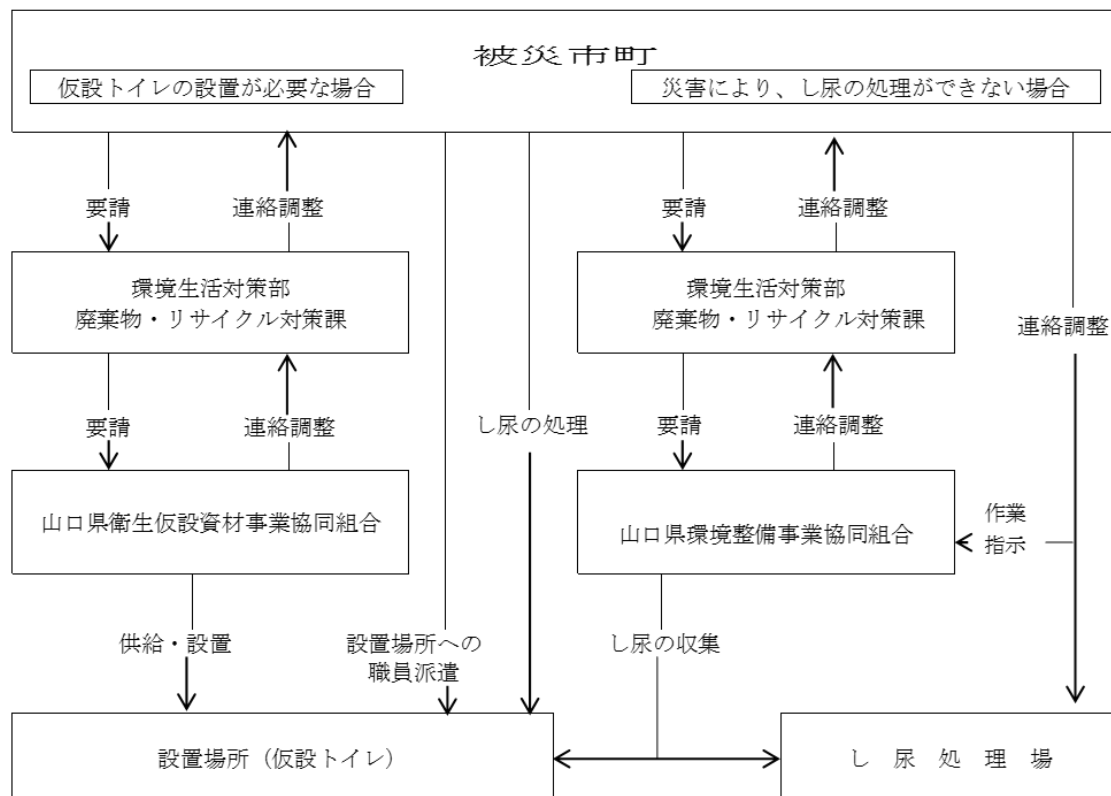 被災市町
仮設トイレの設置が必要な場合
災害により、し尿の処理ができない場合
要請
連絡調整
要請
連絡調整
環境生活対策部
廃棄物・リサイクル対策課
環境生活対策部
廃棄物・リサイクル対策課
連絡調整
要請
連絡調整
し尿の処理
要請
連絡調整
山口県衛生仮設資材事業協同組合
山口県環境整備事業協同組合
作業
指示
供給・設置
設置場所への
職員派遣
し尿の収集
設置場所（仮設トイレ）
し尿処理場